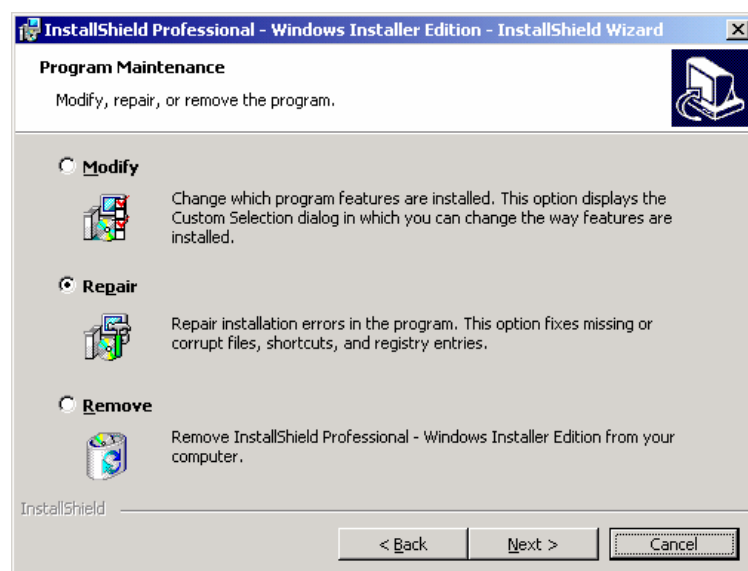 InstallShield Professional - Windows Installer Edition - InstallShield Wizard
Program Maintenance
Modify, repair, or remove the program.
Modify
Change which program features are installed. This option displays the
Custom Selection dialog in which you can change the way features are
installed.
Repair
Repair installation errors in the program. This option fixes missing or
corrupt files, shortcuts, and registry entries.
Remove
Remove InstallShield Professional - Windows Installer Edition from your
computer.
InstallShield
< Back Next > Cancel